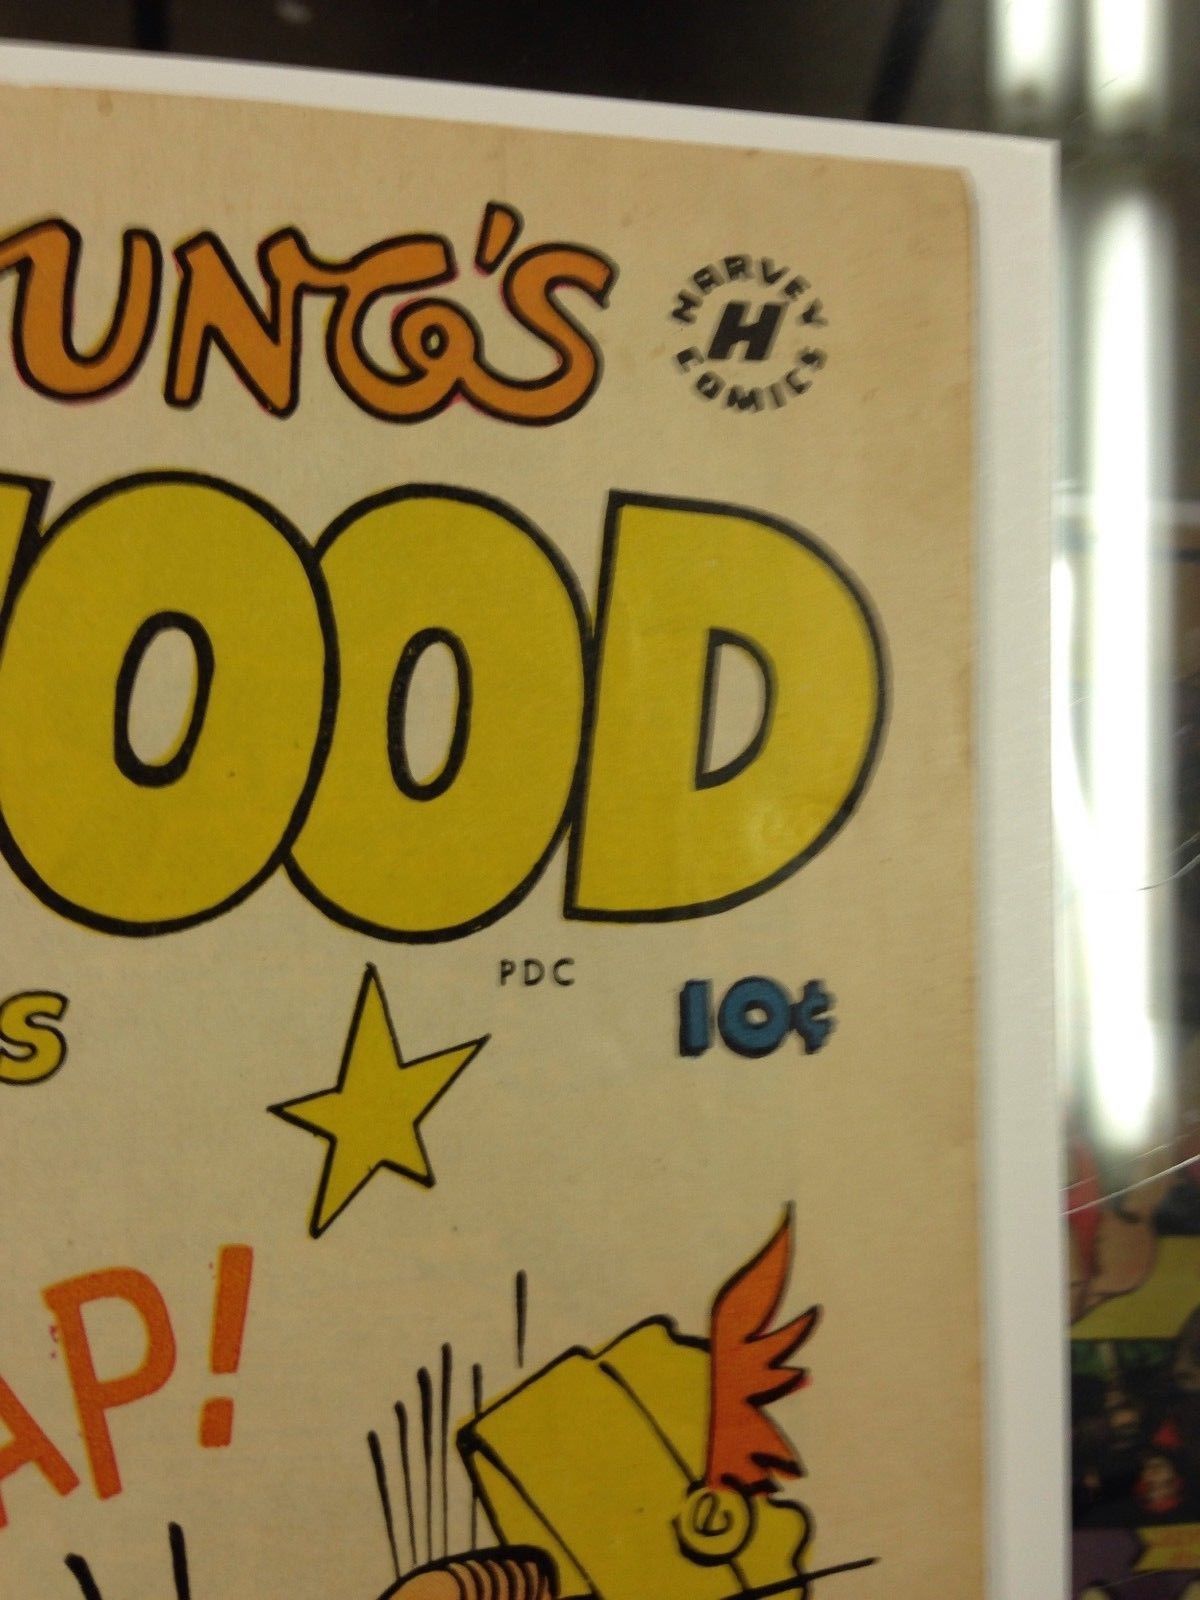 UNG'S
HARVEY COMICS
H
OOD
PDC
S
10¢
AP!
e